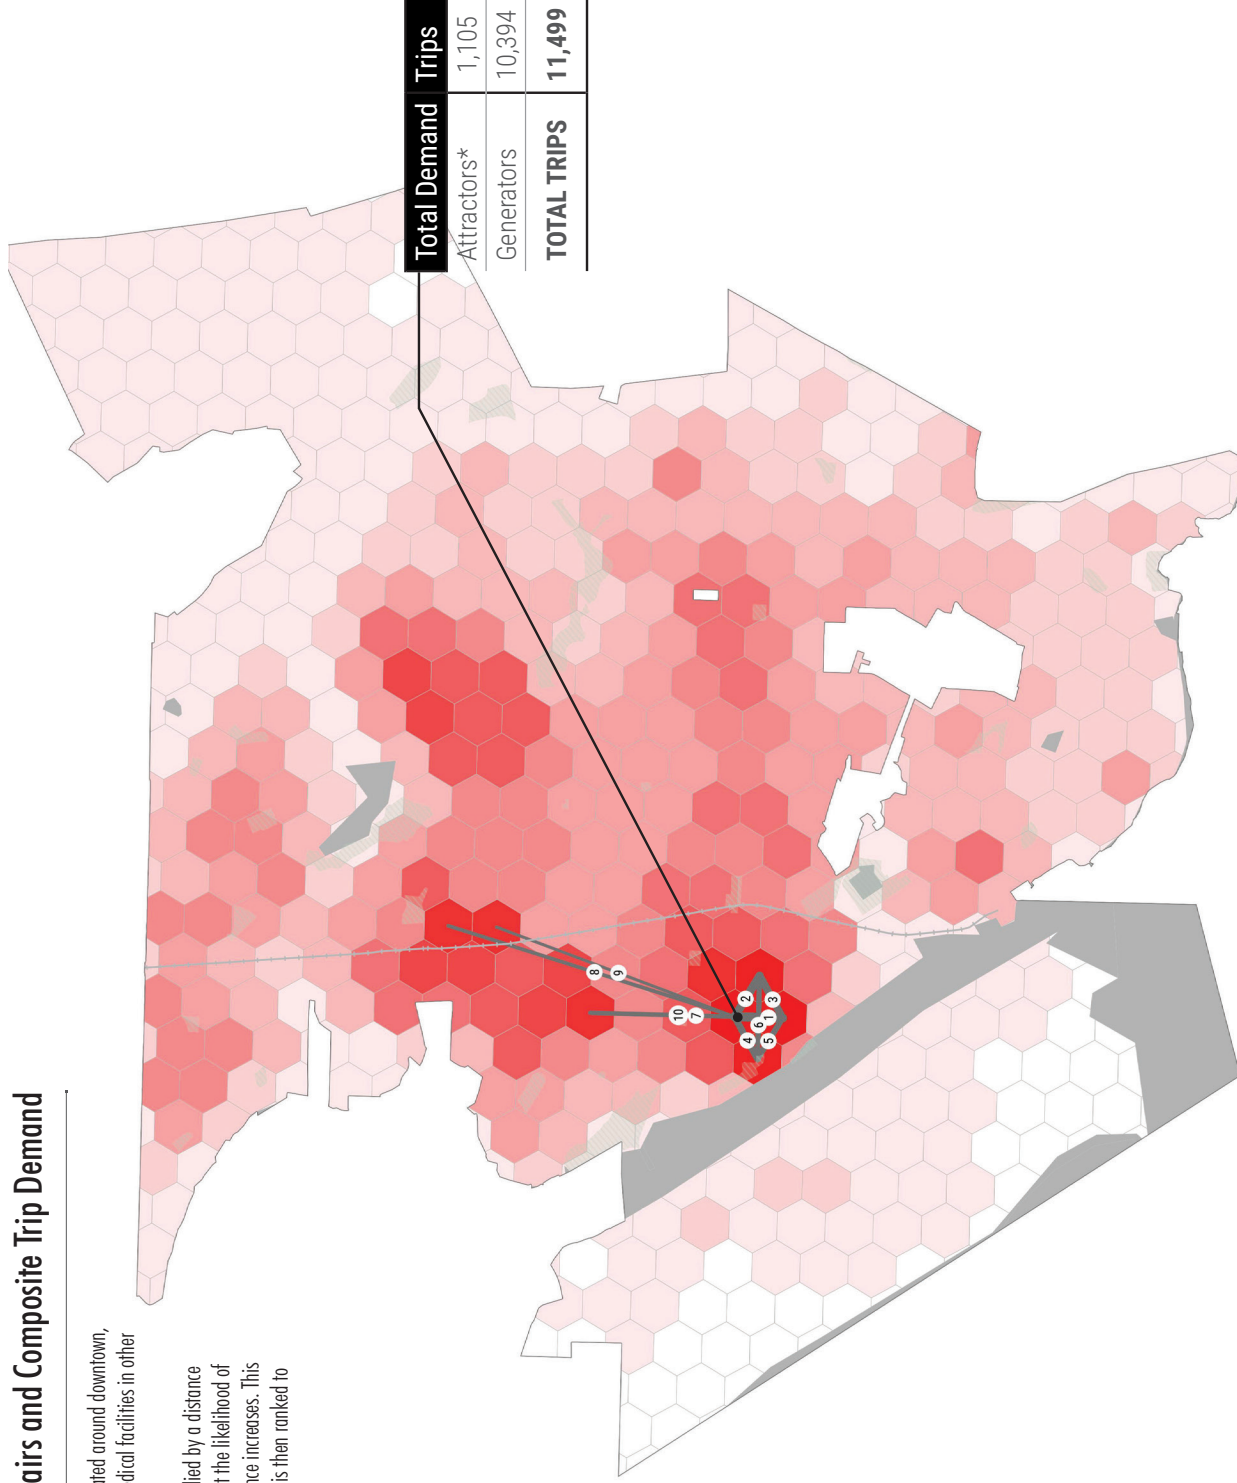 airs and Composite Trip Demand
ated around downtown,
dical facilities in other
lied by a distance
t the likelihood of
nce increases. This
is then ranked to
Total Demand Trips
Attractors* 1,105
Generators 10,394
TOTAL TRIPS 11,499
8
9
10
7
2
3
6
1
4
5